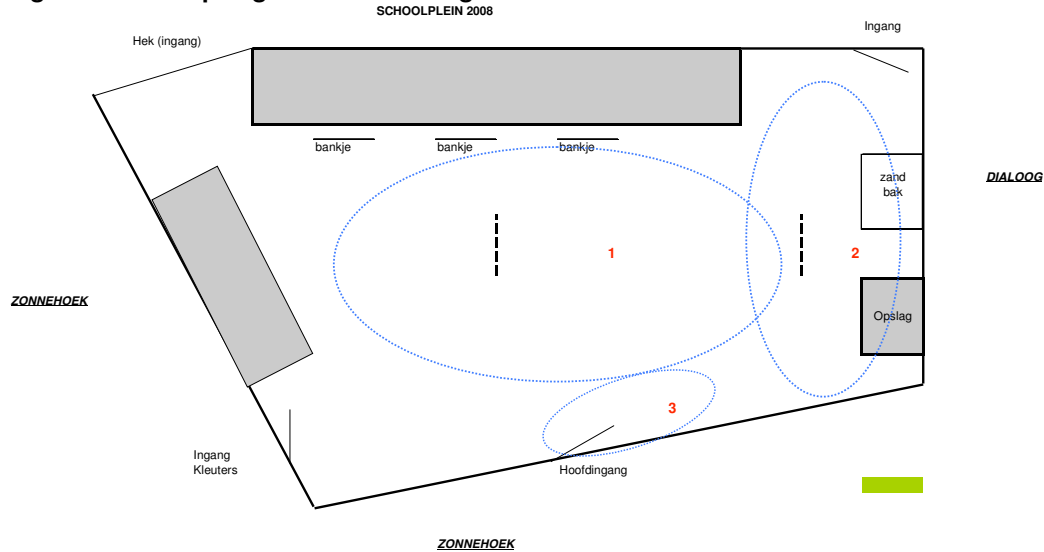 SCHOOLPLEIN 2008
Ingang
Hek (ingang)
bankje
bankje
bankje
zand
bak
DIALOOG
1
2
ZONNEHOEK
Opslag
3
Ingang
Kleuters
Hoofdingang
ZONNEHOEK